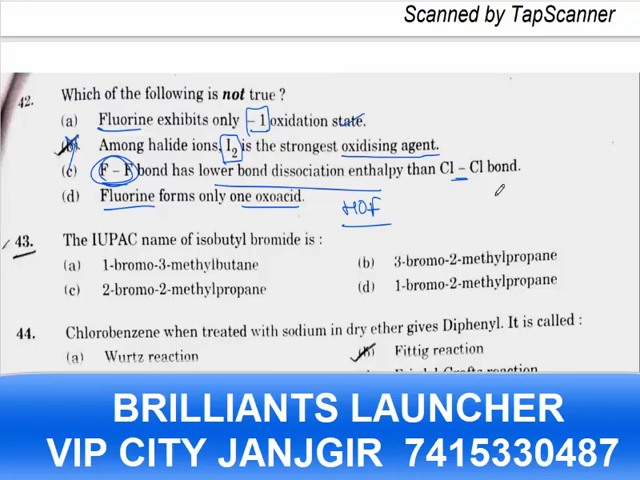 Scanned by TapScanner
42. Which of the following is not true ?
(a) Fluorine exhibits only – 1 oxidation state.
(b) Among halide ions, I₂ is the strongest oxidising agent.
(c) F – F bond has lower bond dissociation enthalpy than Cl – Cl bond.
(d) Fluorine forms only one oxoacid.
HOF
43. The IUPAC name of isobutyl bromide is :
(a) 1-bromo-3-methylbutane (b) 3-bromo-2-methylpropane
(c) 2-bromo-2-methylpropane (d) 1-bromo-2-methylpropane
44. Chlorobenzene when treated with sodium in dry ether gives Diphenyl. It is called :
(a) Wurtz reaction (b) Fittig reaction
Friedel Crafts reaction
BRILLIANTS LAUNCHER
VIP CITY JANJGIR 7415330487